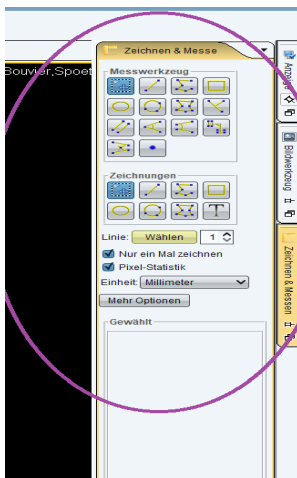 Zeichnen & Messe
Bouvier,Spoet
Messwerkzeug
Zeichnungen
T
Linie: Wählen 1
Nur ein Mal zeichnen
Pixel-Statistik
Einheit: Millimeter
Mehr Optionen
Gewählt
Anzeige
Bildwerkzeug
Zeichnen & Messen